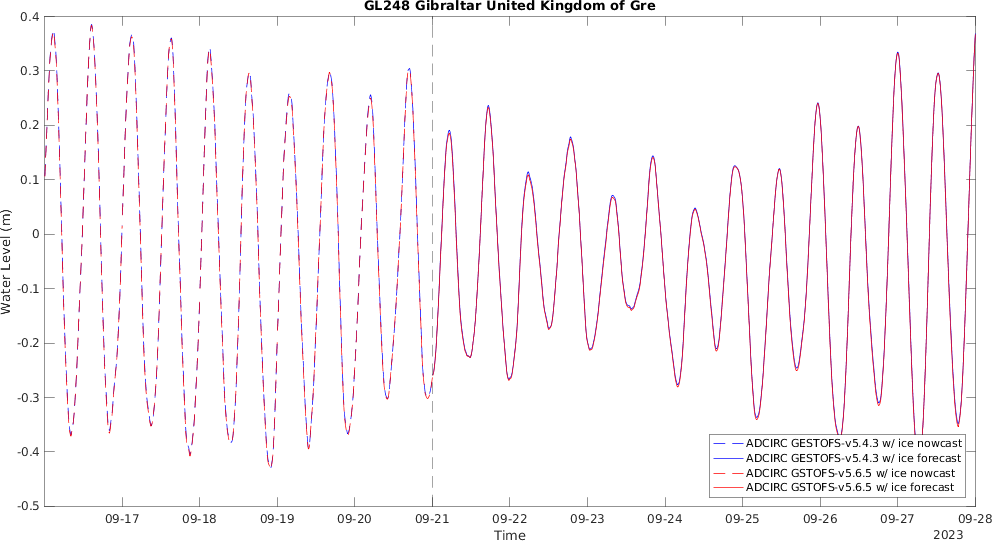 GL248 Gibraltar United Kingdom of Gre
0.4
0.3
0.2
0.1
0
-0.1
-0.2
-0.3
-0.4
-0.5
Water Level (m)
ADCIRC GESTOFS-v5.4.3 w/ ice nowcast
ADCIRC GESTOFS-v5.4.3 w/ ice forecast
ADCIRC GSTOFS-v5.6.5 w/ ice nowcast
ADCIRC GSTOFS-v5.6.5 w/ ice forecast
09-17 09-18 09-19 09-20 09-21 09-22 09-23 09-24 09-25 09-26 09-27 09-28
Time
2023